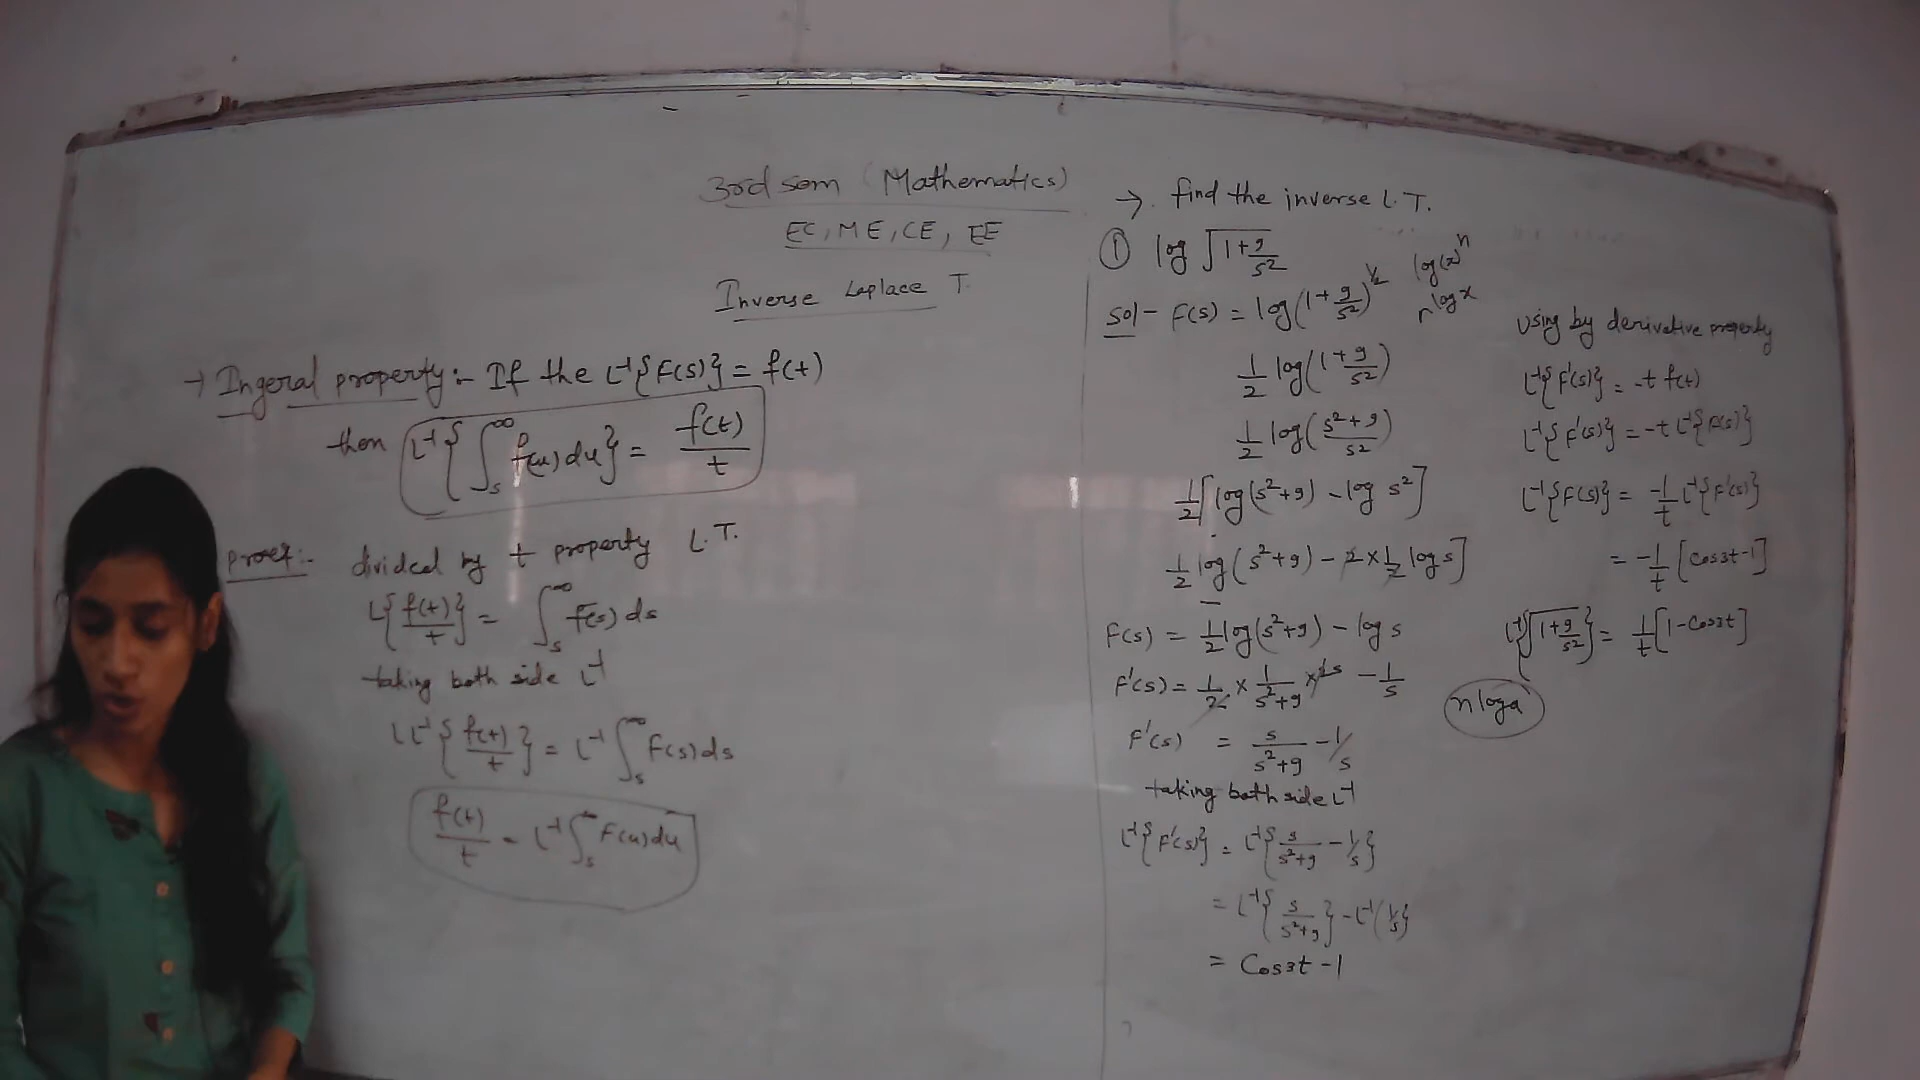 3rd sem (Mathematics)
EC, ME, CE, EE
Inverse Laplace T.
→ Ingeral property:- If the L⁻¹{F(s)} = f(t)
then L⁻¹{∫ₛ^∞ f(u) du} = f(t)/t
proof:- divided by t property L.T.
L{f(t)/t} = ∫ₛ^∞ F(s) ds
taking both side L⁻¹
LL⁻¹{f(t)/t} = L⁻¹ ∫ₛ^∞ F(s) ds
f(t)/t = L⁻¹ ∫ₛ^∞ F(u) du
→ find the inverse L.T.
① log √(1+9/s²)
sol- F(s) = log(1+9/s²)^½
log(x)ⁿ
n log x
1/2 log(1+9/s²)
1/2 log((s²+9)/s²)
1/2[log(s²+9) - log s²]
1/2 log(s²+9) - 2×1/2 log s]
F(s) = 1/2 log(s²+9) - log s
F'(s) = 1/2 × 1/(s²+9) × 2s - 1/s
F'(s) = s/(s²+9) - 1/s
taking both side L⁻¹
L⁻¹{F'(s)} = L⁻¹{s/(s²+9) - 1/s}
= L⁻¹{s/(s²+9)} - L⁻¹{1/s}
= Cos3t - 1
Using by derivative property
L⁻¹{F'(s)} = -t f(t)
L⁻¹{F'(s)} = -t L⁻¹{F(s)}
L⁻¹{F(s)} = -1/t L⁻¹{F'(s)}
= -1/t [Cos3t-1]
L⁻¹{√(1+9/s²)} = 1/t [1-Cos3t]
n log a